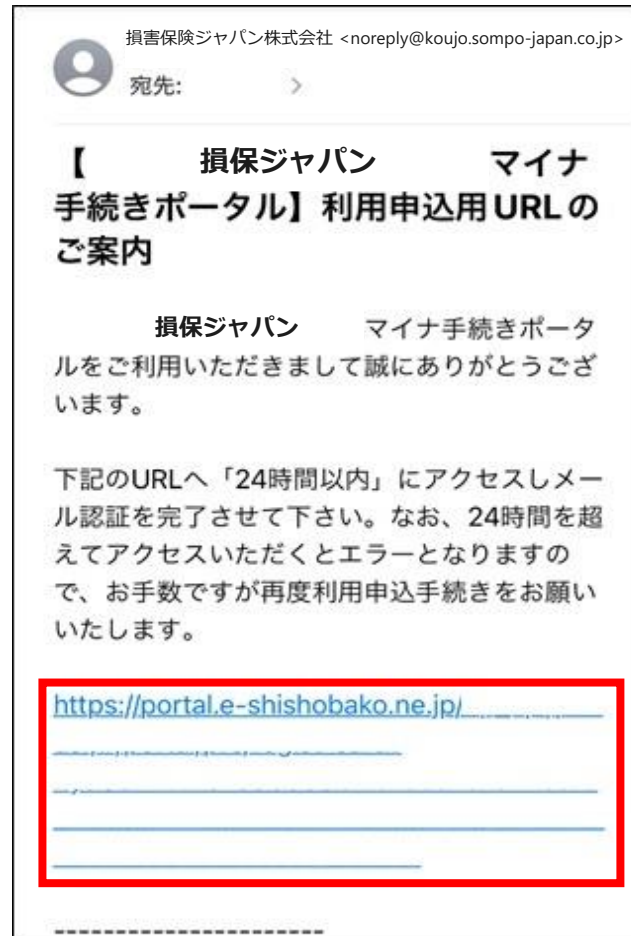 損害保険ジャパン株式会社 <noreply@koujo.sompo-japan.co.jp>
宛先:
【 損保ジャパン マイナ
手続きポータル】利用申込用URLの
ご案内
損保ジャパン マイナ手続きポータ
ルをご利用いただきまして誠にありがとうござ
います。
下記のURLへ「24時間以内」にアクセスしメー
ル認証を完了させて下さい。なお、24時間を超
えてアクセスいただくとエラーとなりますの
で、お手数ですが再度利用申込手続きをお願い
いたします。
https://portal.e-shishobako.ne.jp/
----------------------